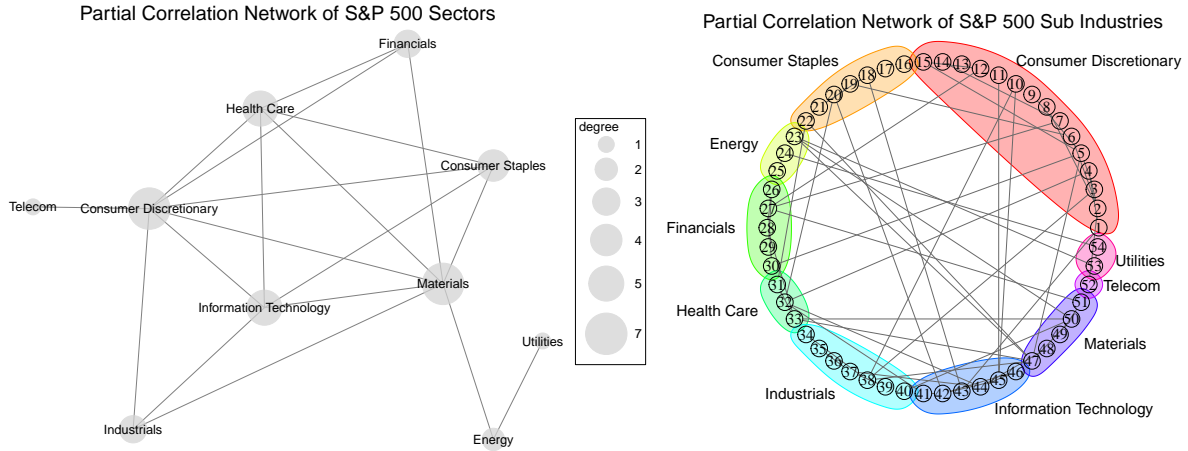 Partial Correlation Network of S&P 500 Sectors
Financials
Health Care
Consumer Staples
Telecom
Consumer Discretionary
Materials
Information Technology
Utilities
Industrials
Energy
degree
1
2
3
4
5
7
Partial Correlation Network of S&P 500 Sub Industries
Consumer Staples
Consumer Discretionary
Energy
Financials
Health Care
Industrials
Information Technology
Materials
Telecom
Utilities
1
2
3
4
5
6
7
8
9
10
11
12
13
14
15
16
17
18
19
20
21
22
23
24
25
26
27
28
29
30
31
32
33
34
35
36
37
38
39
40
41
42
43
44
45
46
47
48
49
50
51
52
53
54